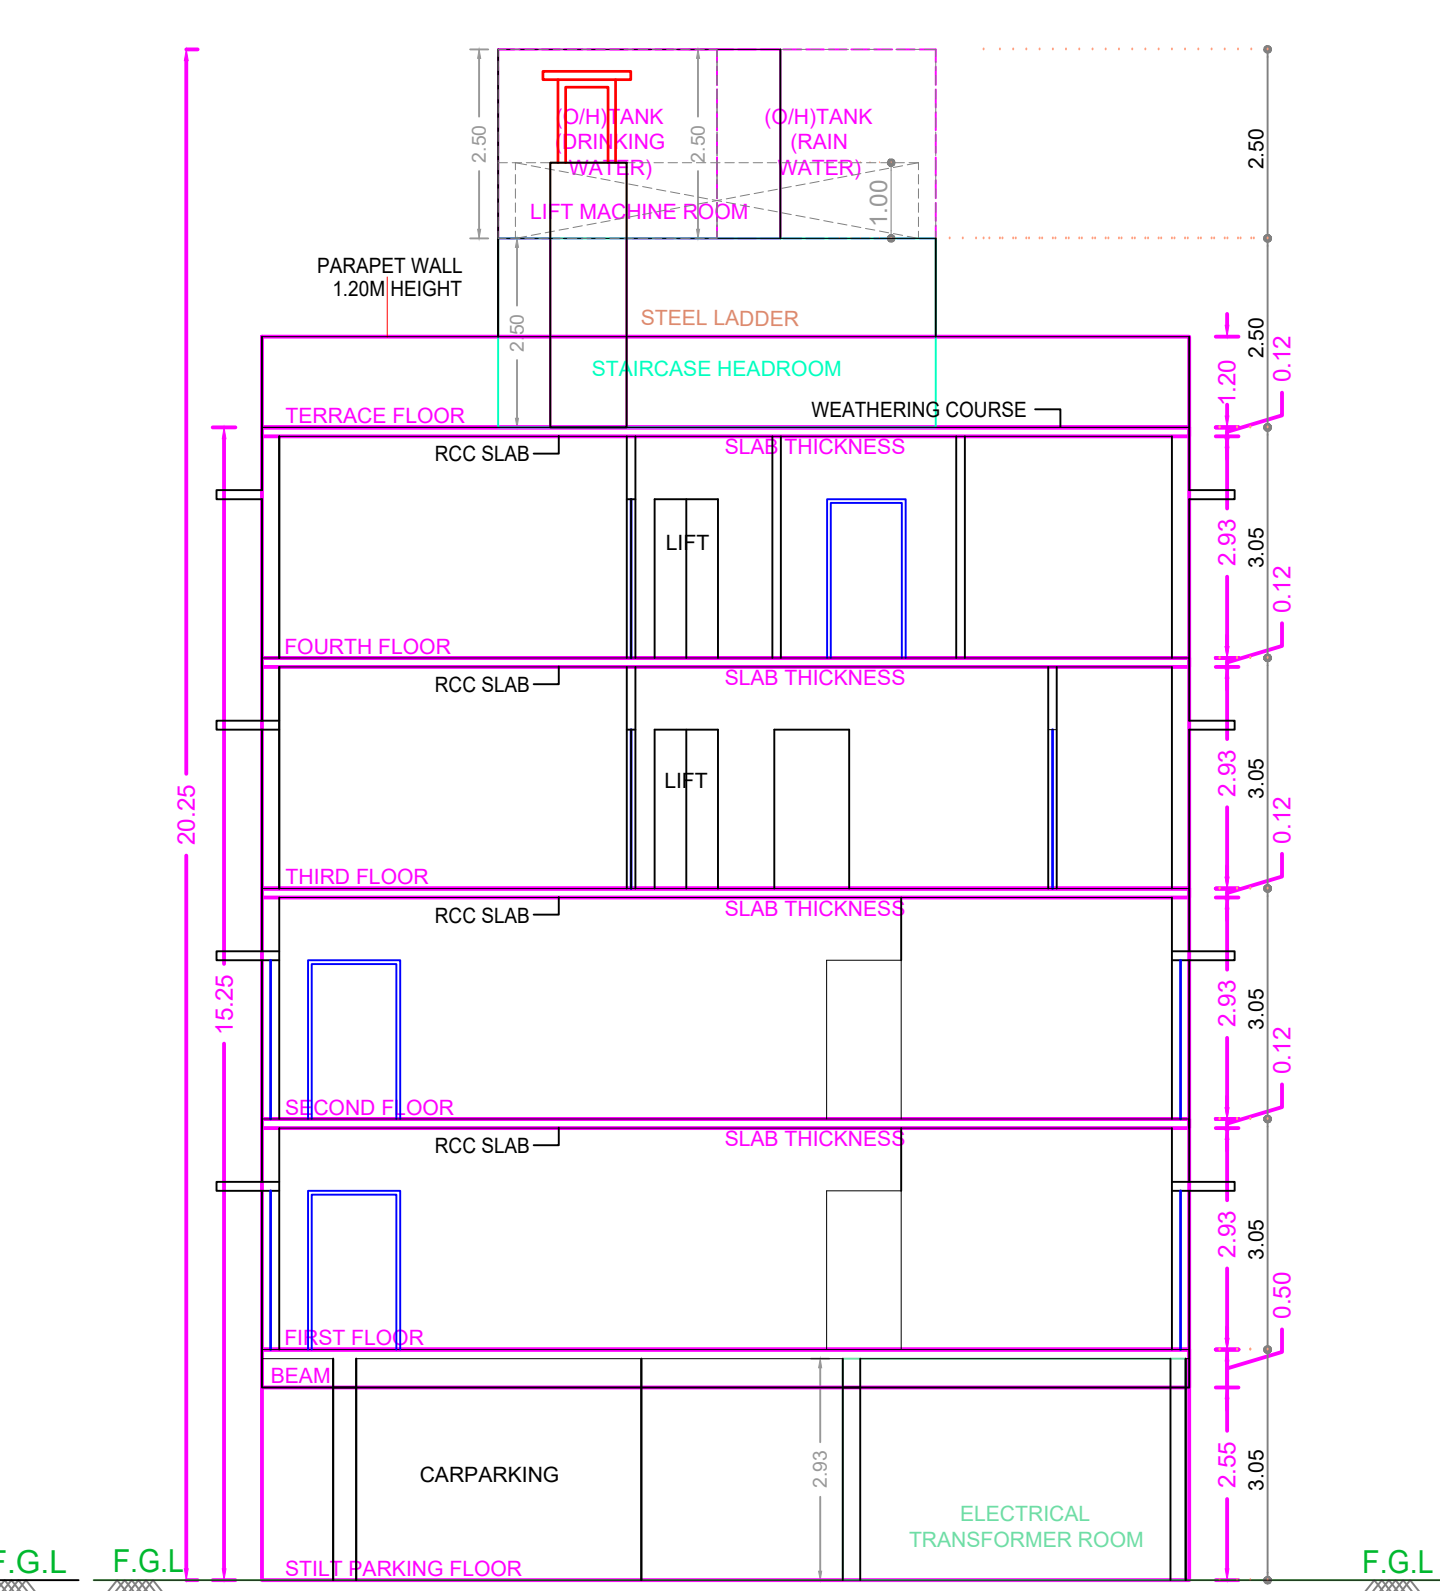 (O/H)TANK
(DRINKING
WATER)
(O/H)TANK
(RAIN
WATER)
2.50
2.50
2.50
1.00
LIFT MACHINE ROOM
PARAPET WALL
1.20M HEIGHT
STEEL LADDER
2.50
2.50
STAIRCASE HEADROOM
1.20
0.12
TERRACE FLOOR
WEATHERING COURSE
RCC SLAB
SLAB THICKNESS
LIFT
2.93
3.05
0.12
FOURTH FLOOR
RCC SLAB
SLAB THICKNESS
LIFT
2.93
3.05
0.12
20.25
THIRD FLOOR
RCC SLAB
SLAB THICKNESS
15.25
2.93
3.05
0.12
SECOND FLOOR
RCC SLAB
SLAB THICKNESS
2.93
3.05
0.50
FIRST FLOOR
BEAM
CARPARKING
2.93
2.55
3.05
ELECTRICAL
TRANSFORMER ROOM
F.G.L
F.G.L
STILT PARKING FLOOR
F.G.L